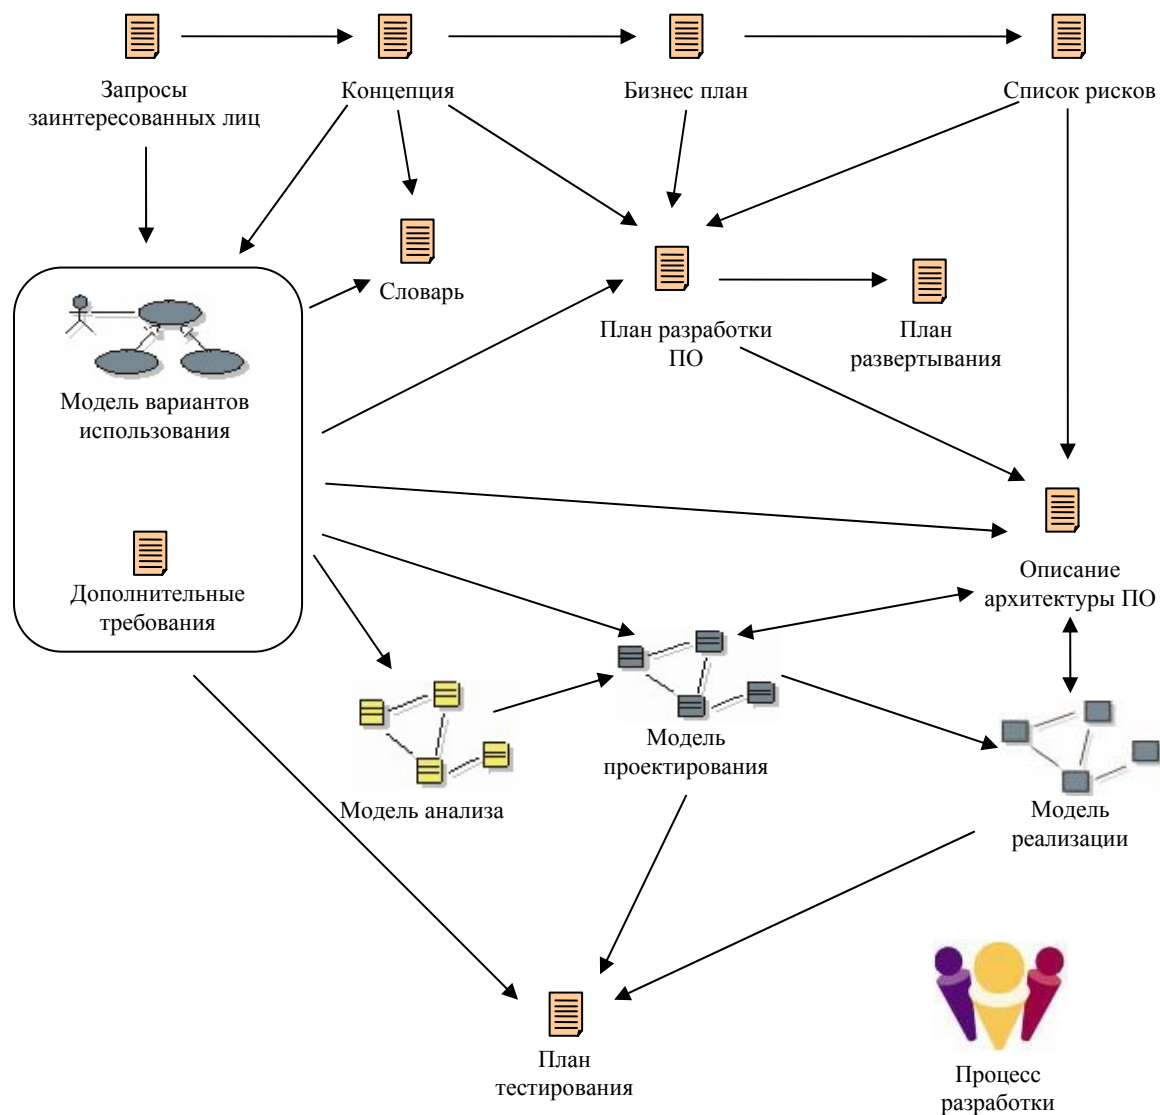 Запросы
заинтересованных лиц
Концепция
Бизнес план
Список рисков
Словарь
План разработки
ПО
План
развертывания
Модель вариантов
использования
Дополнительные
требования
Описание
архитектуры ПО
Модель анализа
Модель
проектирования
Модель
реализации
План
тестирования
Процесс
разработки